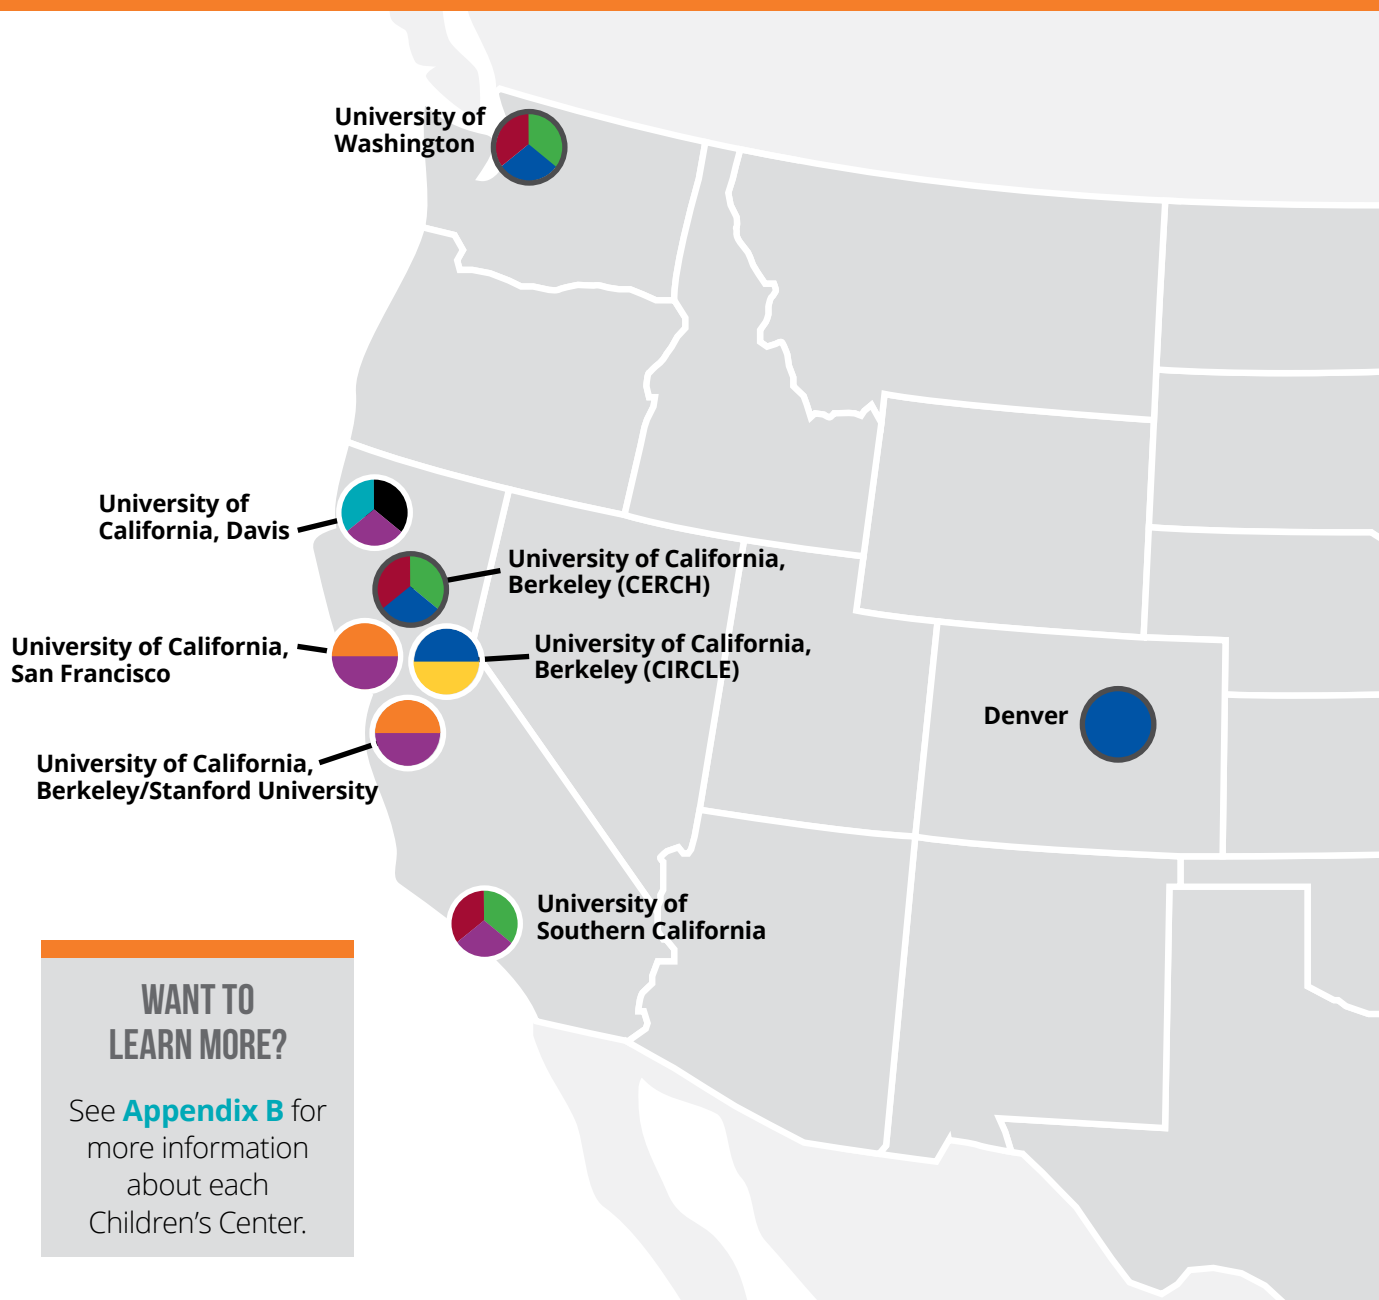 University of
Washington
University of
California, Davis
University of California,
Berkeley (CERCH)
University of California,
San Francisco
University of California,
Berkeley (CIRCLE)
Denver
University of California,
Berkeley/Stanford University
University of
Southern California
WANT TO
LEARN MORE?
See Appendix B for
more information
about each
Children’s Center.